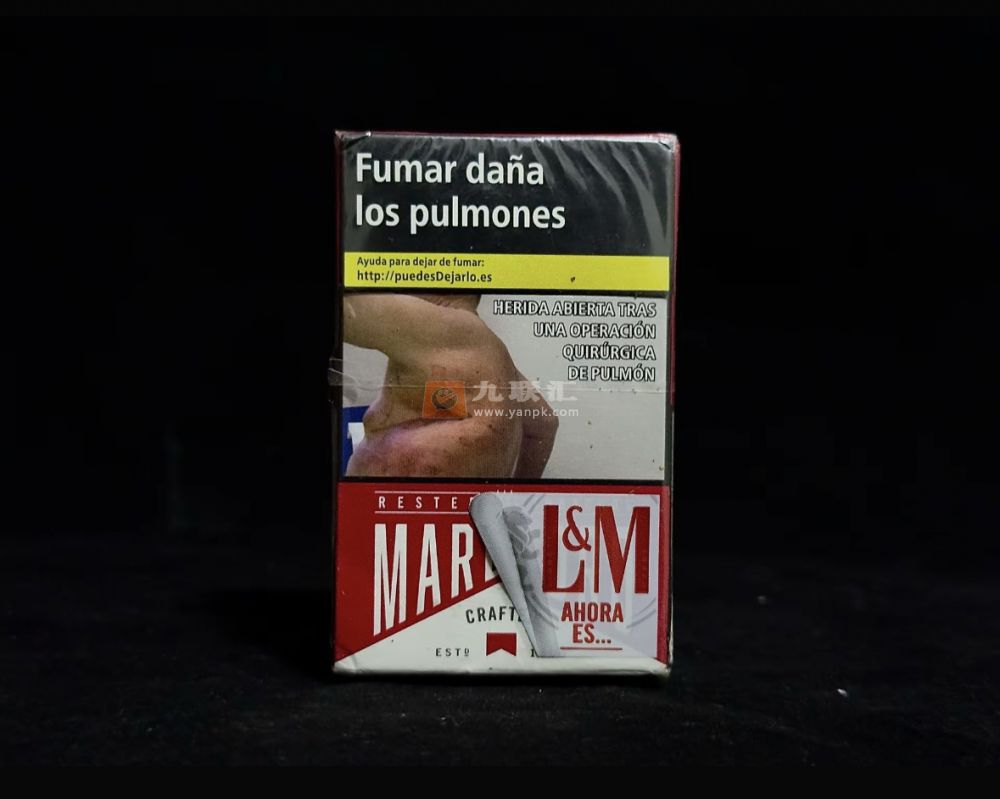 Fumar daña
los pulmones
Ayuda para dejar de fumar:
http://puedesDejarlo.es
HERIDA ABIERTA TRAS
UNA OPERACIÓN
QUIRÚRGICA
DE PULMÓN
九联汇
www.yanpk.com
L&M
AHORA
ES...
ESTD